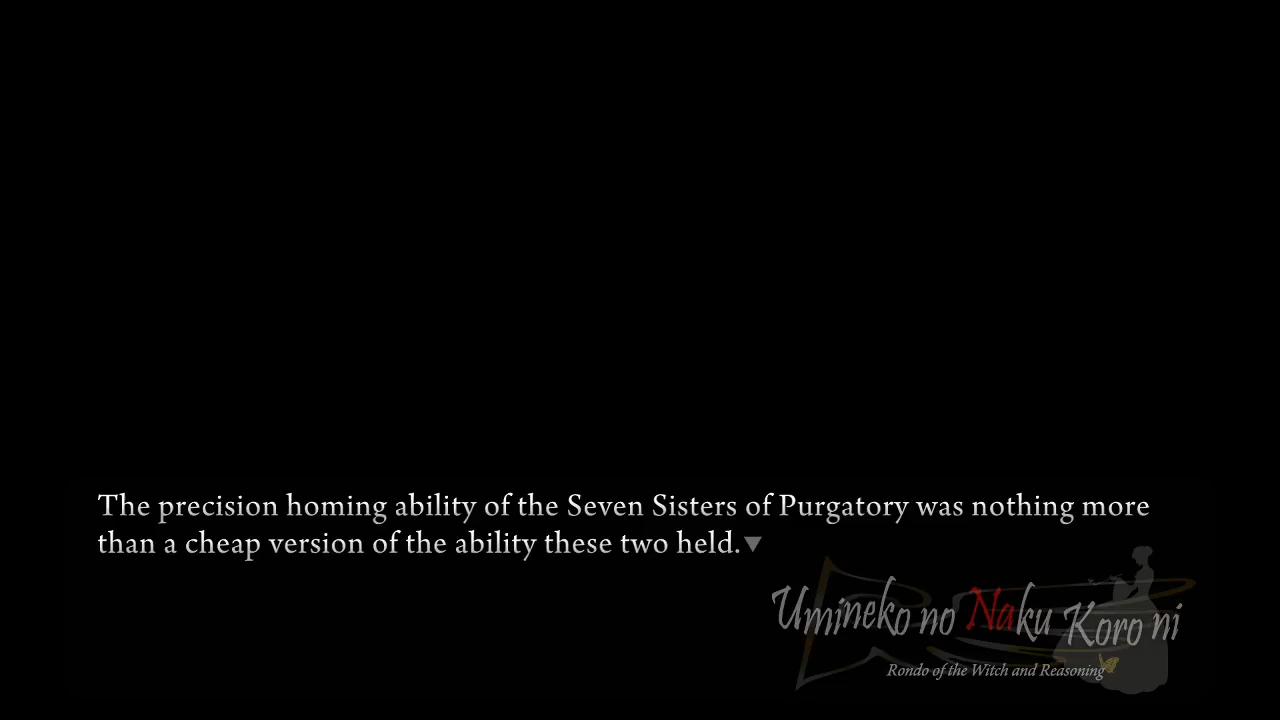 The precision homing ability of the Seven Sisters of Purgatory was nothing more
than a cheap version of the ability these two held.
Umineko no Naku Koro ni
Rondo of the Witch and Reasoning